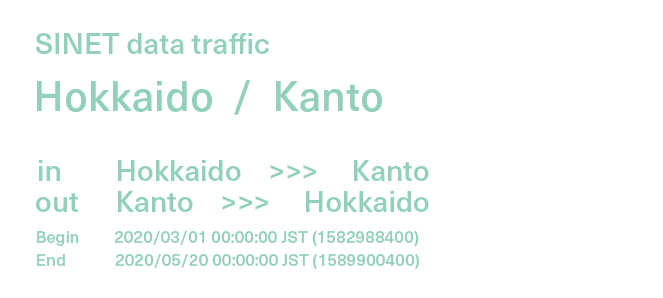 SINET data traffic
Hokkaido / Kanto
in Hokkaido >>> Kanto
out Kanto >>> Hokkaido
Begin 2020/03/01 00:00:00 JST (1582988400)
End 2020/05/20 00:00:00 JST (1589900400)